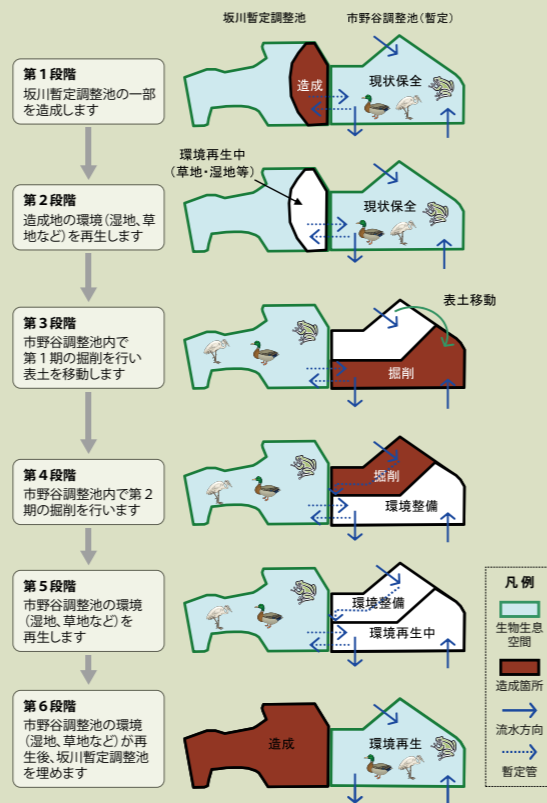 坂川暫定調整池
市野谷調整池(暫定)
第1段階
坂川暫定調整池の一部
を造成します
造成
現状保全
環境再生中
(草地・湿地等)
第2段階
造成地の環境(湿地、草
地など)を再生します
現状保全
第3段階
市野谷調整池内で
第1期の掘削を行い
表土を移動します
表土移動
掘削
第4段階
市野谷調整池内で第2
期の掘削を行います
掘削
環境整備
第5段階
市野谷調整池の環境
(湿地、草地など)を
再生します
環境整備
環境再生中
第6段階
市野谷調整池の環境
(湿地、草地など)が再
生後、坂川暫定調整池
を埋めます
造成
環境再生
凡例
生物生息
空間
造成箇所
流水方向
暫定管